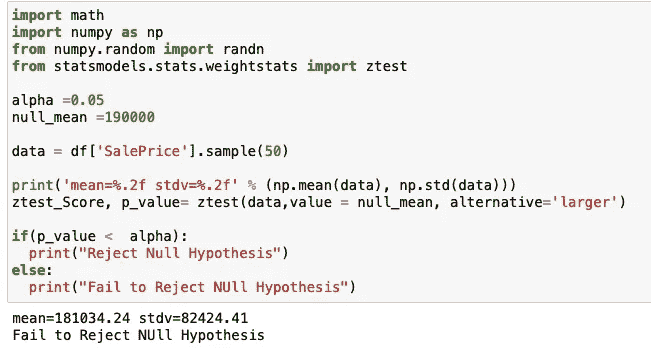 import math
import numpy as np
from numpy.random import randn
from statsmodels.stats.weightstats import ztest
alpha =0.05
null_mean =190000
data = df['SalePrice'].sample(50)
print('mean=%.2f stdv=%.2f' % (np.mean(data), np.std(data)))
ztest_Score, p_value= ztest(data,value = null_mean, alternative='larger')
if(p_value <  alpha):
  print("Reject Null Hypothesis")
else:
  print("Fail to Reject NUll Hypothesis")
mean=181034.24 stdv=82424.41
Fail to Reject NUll Hypothesis